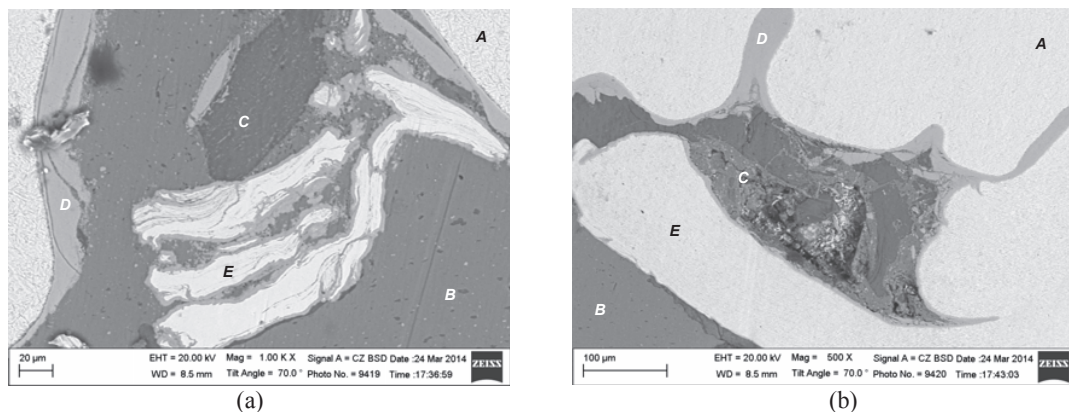 A
C
D
E
B
20 µm
EHT = 20.00 kV Mag = 1.00 K X Signal A = CZ BSD Date :24 Mar 2014
WD = 8.5 mm Tilt Angle = 70.0 ° Photo No. = 9419 Time :17:36:59
ZEISS
(a)
D
A
C
E
B
100 µm
EHT = 20.00 kV Mag = 500 X Signal A = CZ BSD Date :24 Mar 2014
WD = 8.5 mm Tilt Angle = 70.0 ° Photo No. = 9420 Time :17:43:03
ZEISS
(b)